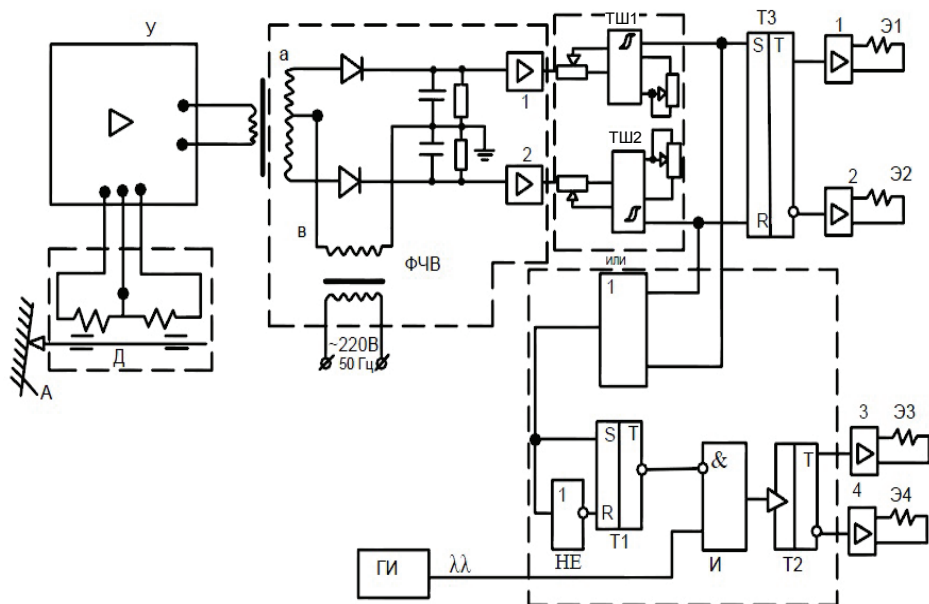 У
а
ТШ1
Т3
1
Э1
S
Т
1
2
ТШ2
2
Э2
R
в
ФЧВ
~220В
50 Гц
Д
А
или
1
S
Т
1
R
НЕ
Т1
&
И
Т
Т2
3
Э3
4
Э4
ГИ
λλ